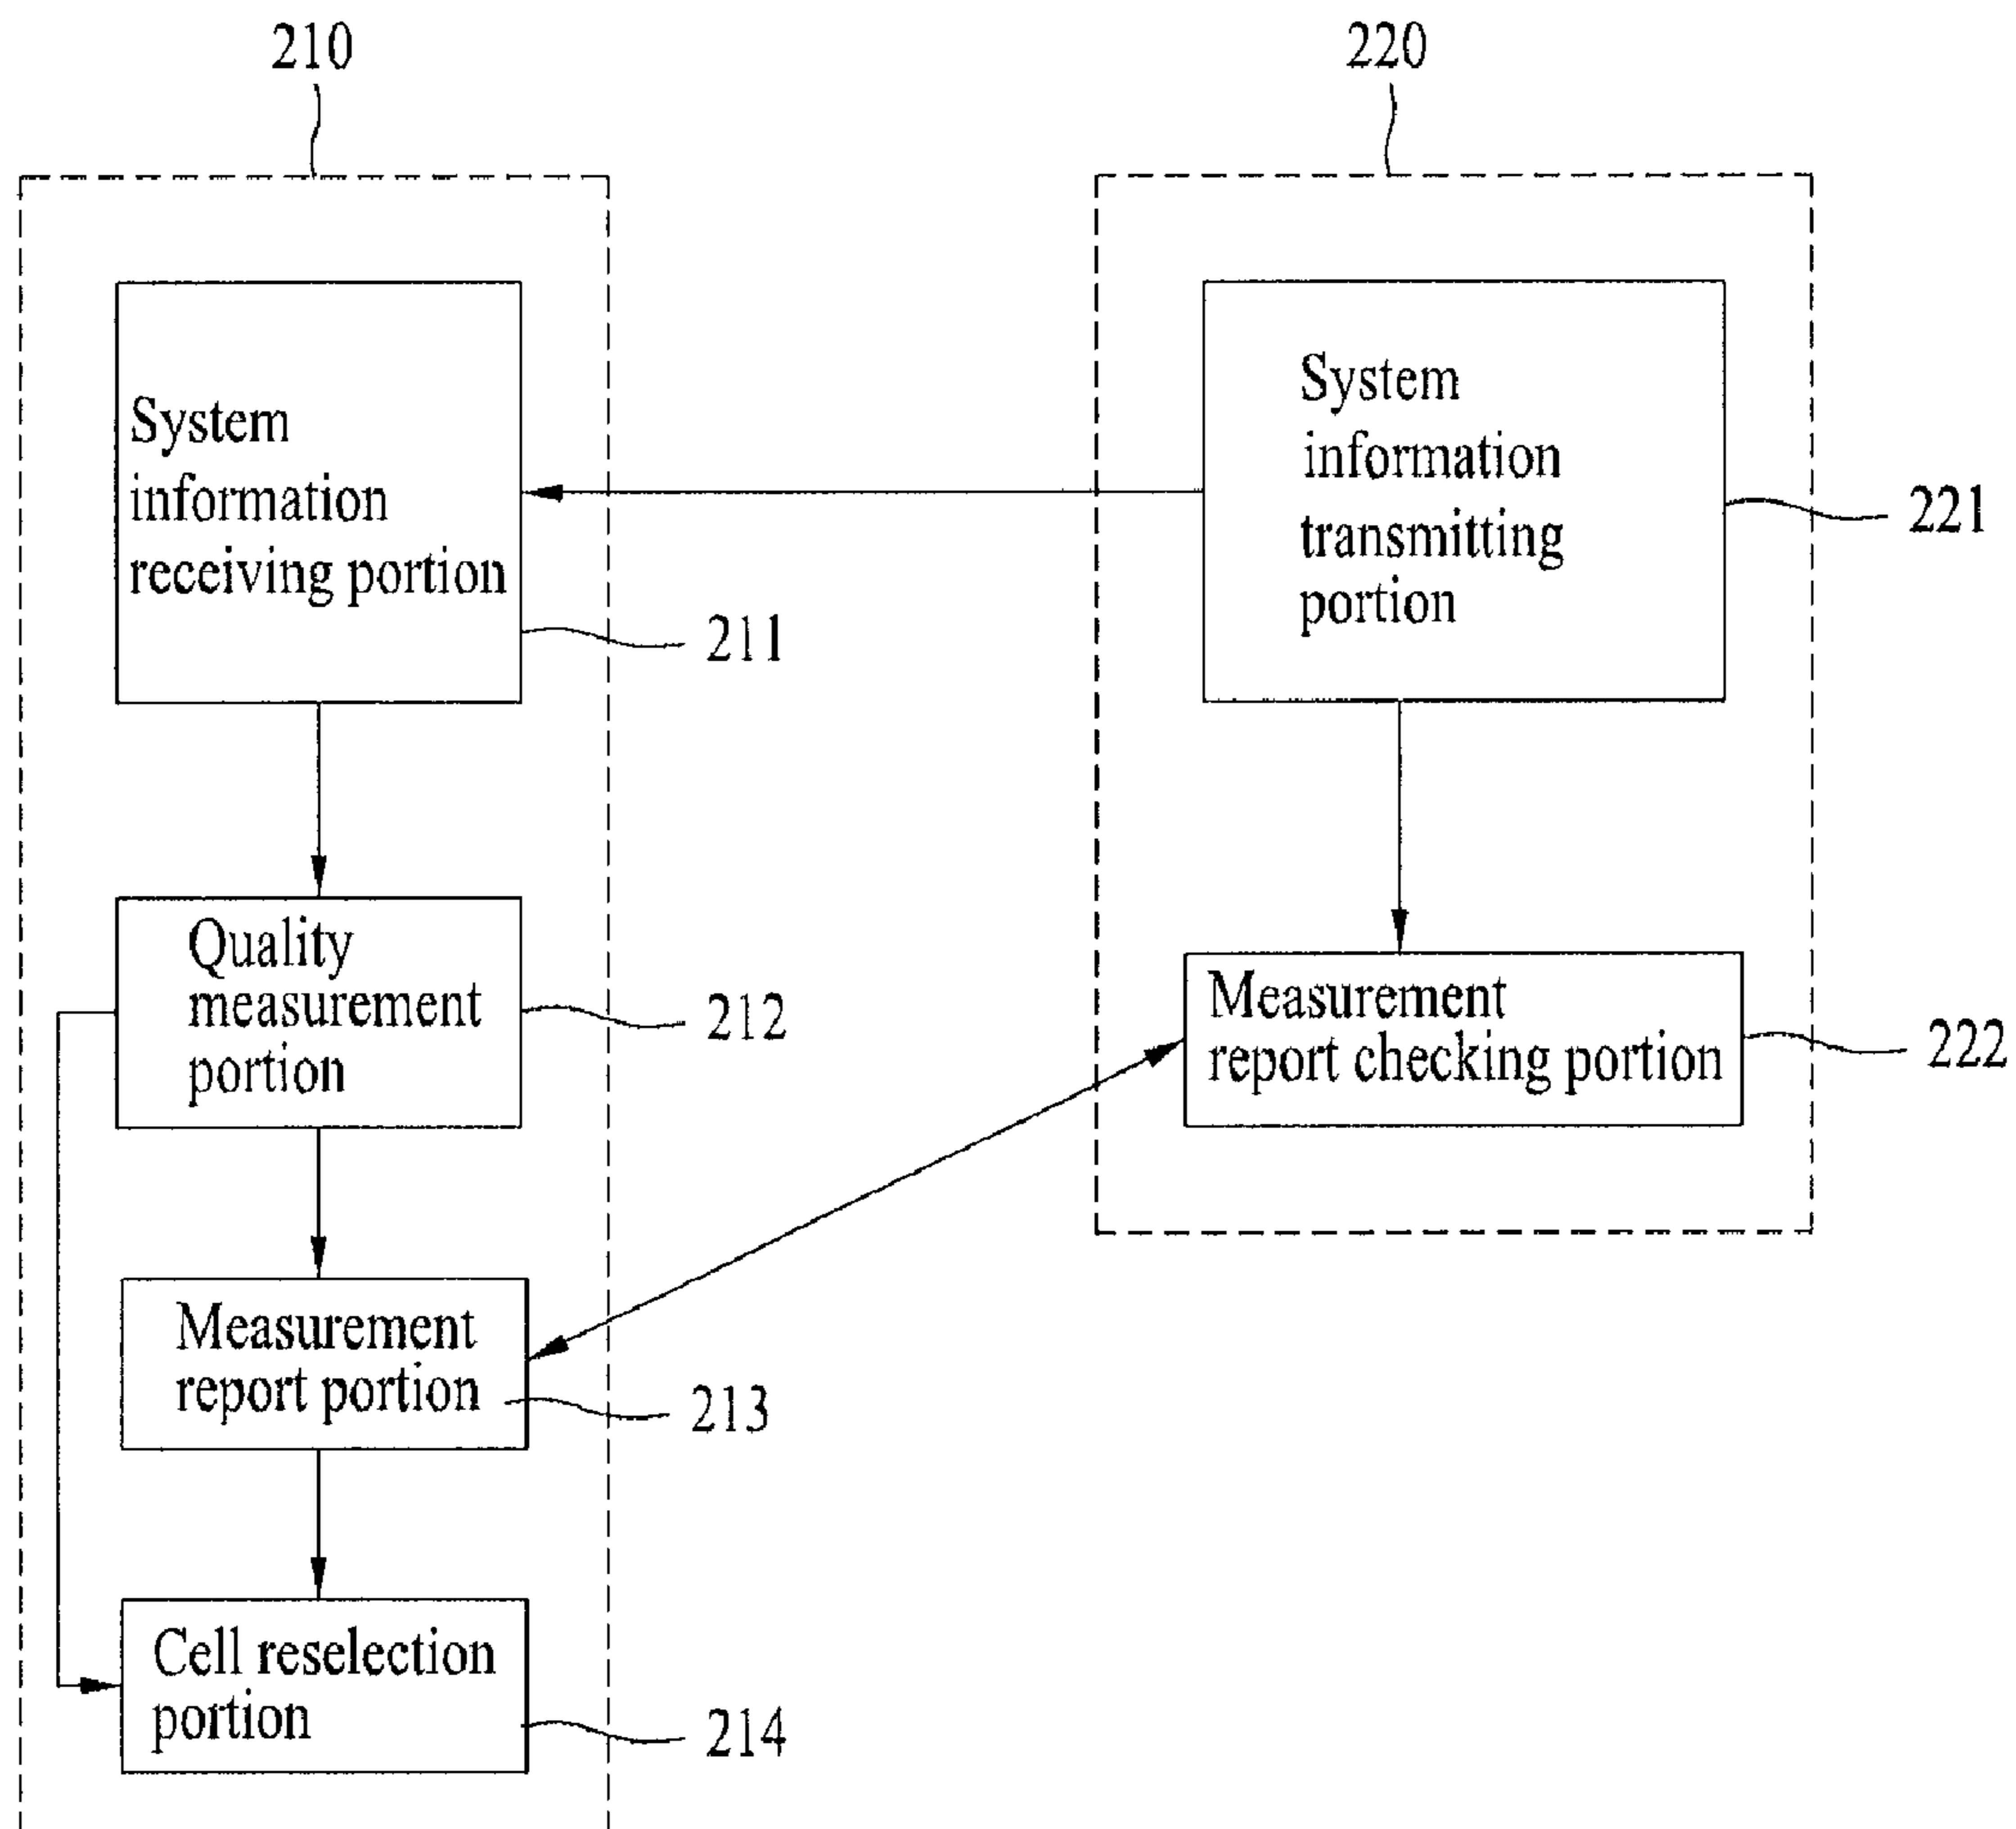 210
220
System
information
receiving portion
211
System
information
transmitting
portion
221
Quality
measurement
portion
212
Measurement
report checking portion
222
Measurement
report portion
213
Cell reselection
portion
214